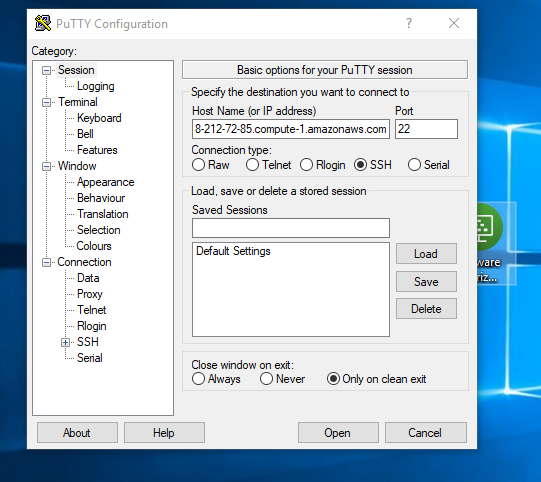 PuTTY Configuration
?
Category:
Session
Logging
Terminal
Keyboard
Bell
Features
Window
Appearance
Behaviour
Translation
Selection
Colours
Connection
Data
Proxy
Telnet
Rlogin
SSH
Serial
Basic options for your PuTTY session
Specify the destination you want to connect to
Host Name (or IP address) Port
8-212-72-85.compute-1.amazonaws.com 22
Connection type:
Raw Telnet Rlogin SSH Serial
Load, save or delete a stored session
Saved Sessions
Default Settings
Load
Save
Delete
Close window on exit:
Always Never Only on clean exit
About Help Open Cancel
ware
riz...